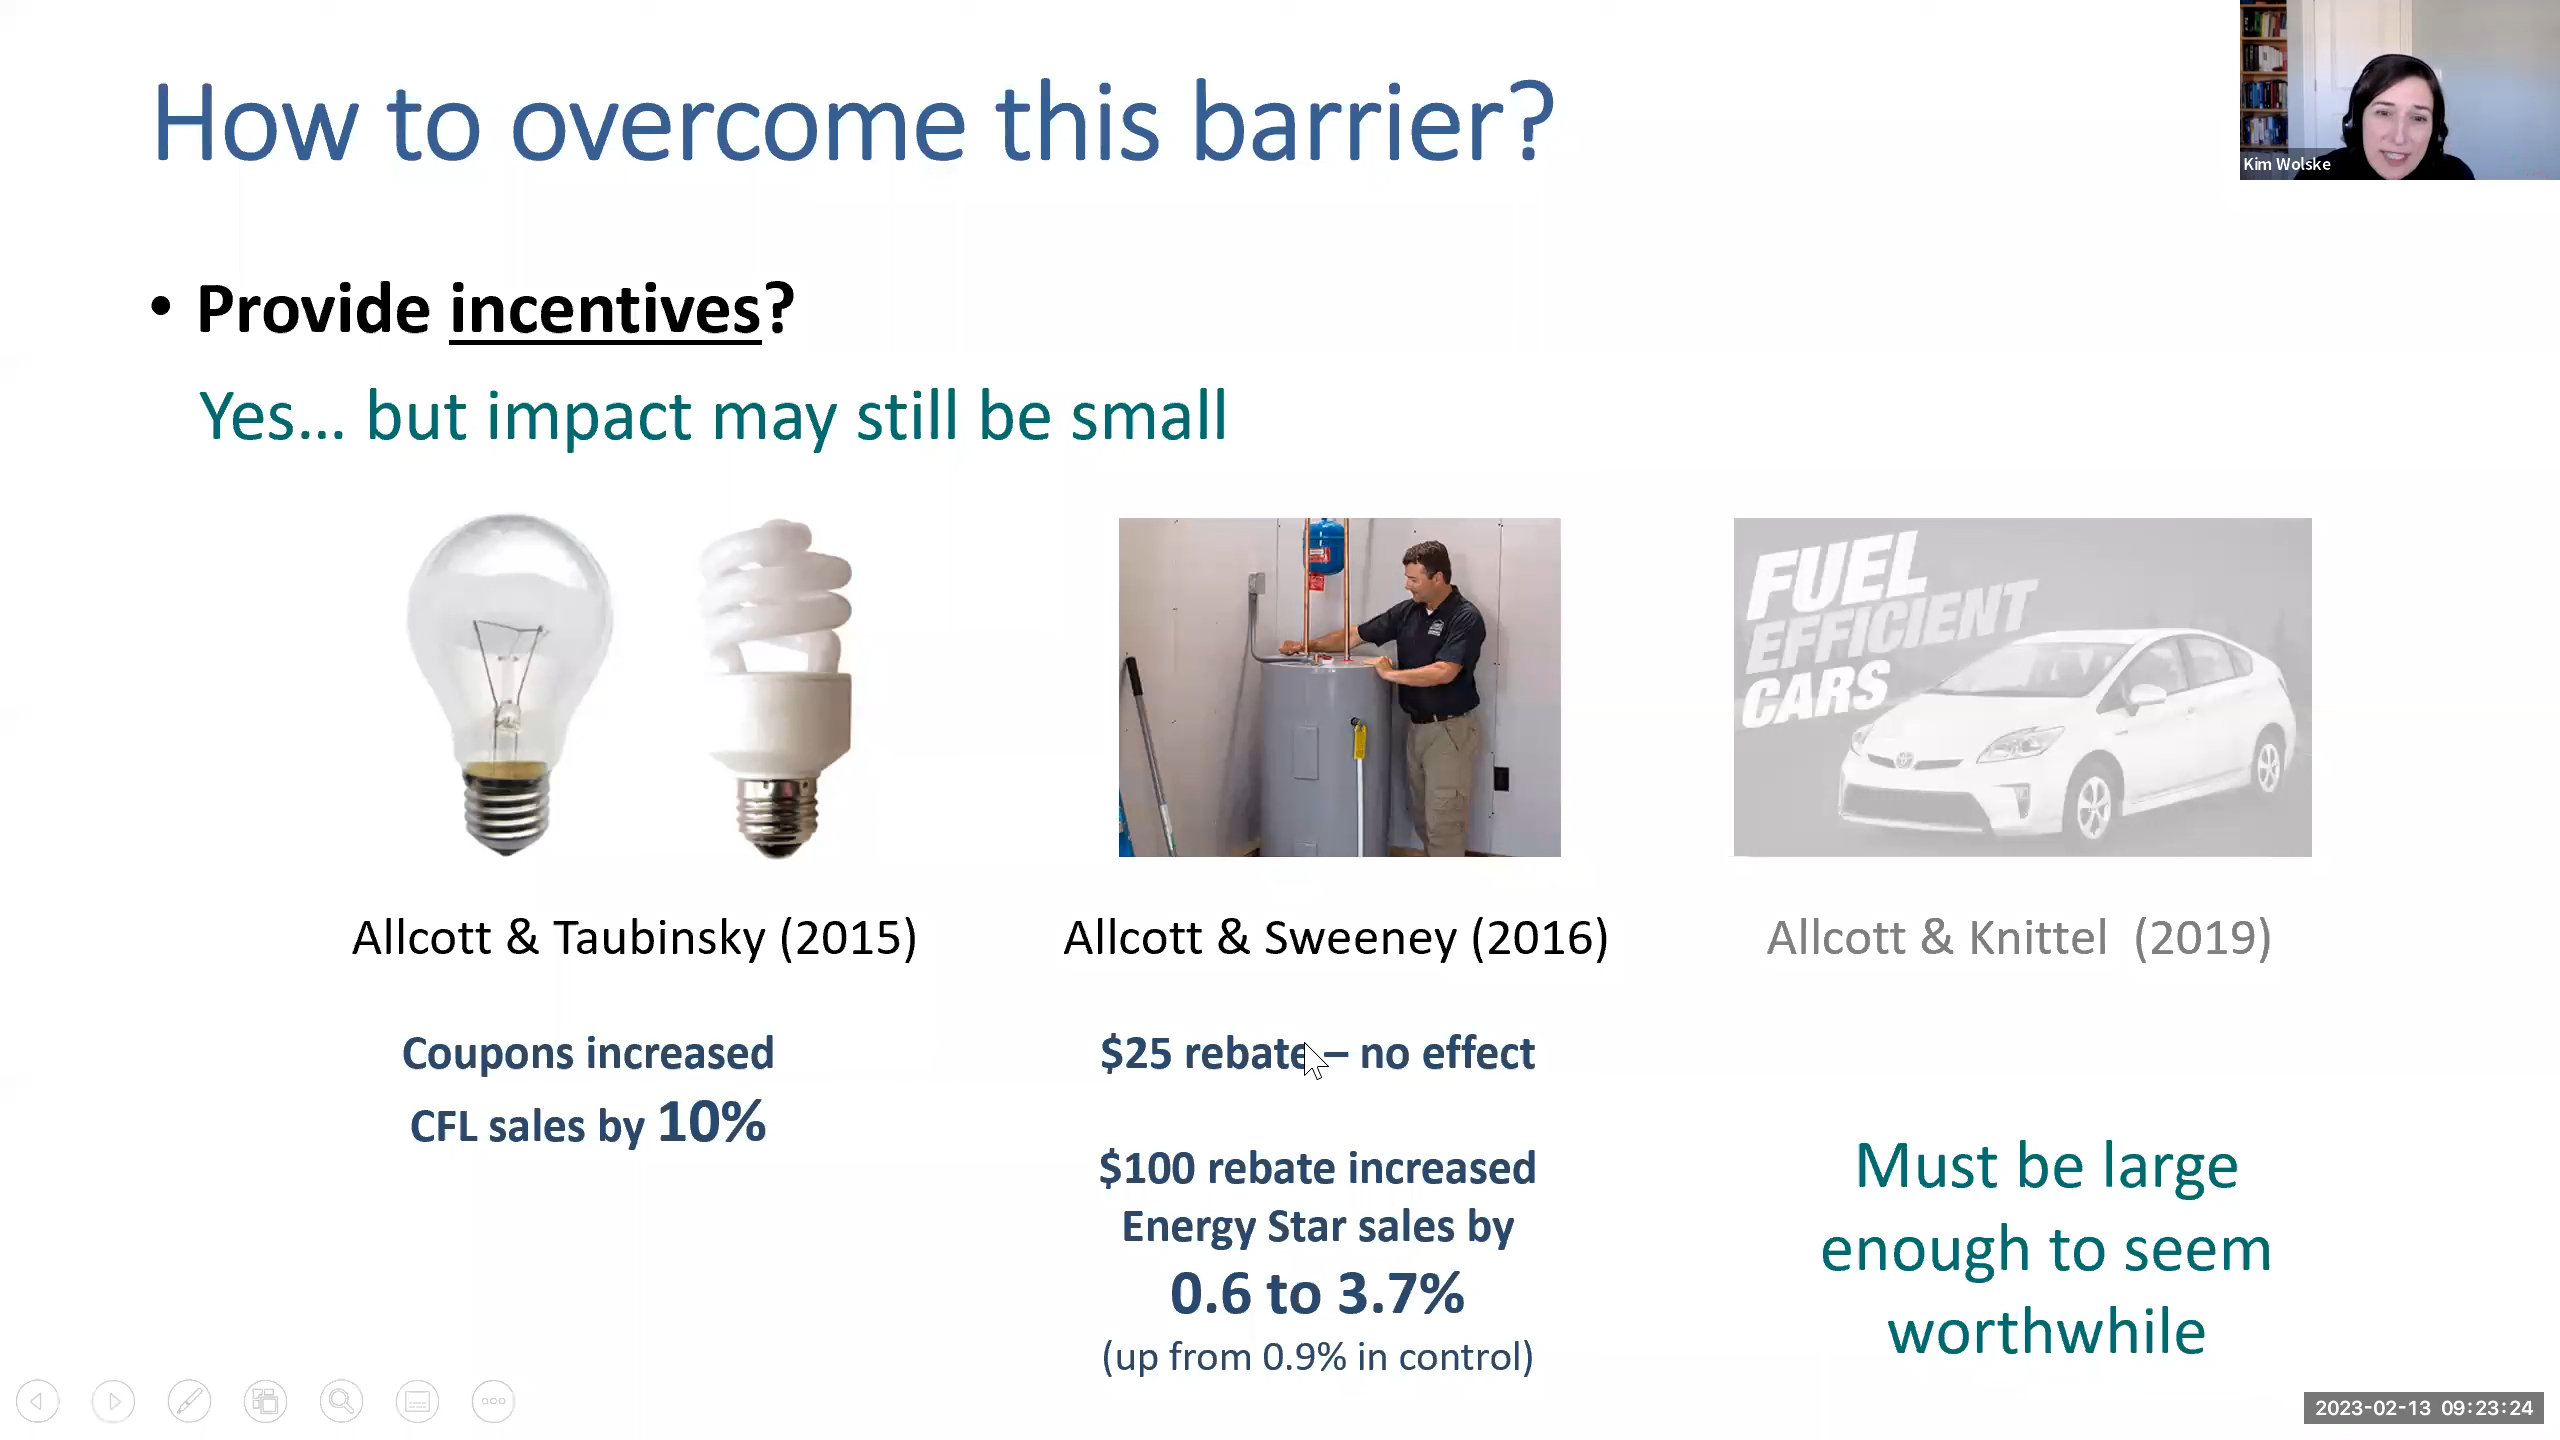 How to overcome this barrier?
Kim Wolske
• Provide incentives?
Yes... but impact may still be small
FUEL
EFFICIENT
CARS
Allcott & Taubinsky (2015)
Allcott & Sweeney (2016)
Allcott & Knittel (2019)
Coupons increased
CFL sales by 10%
$25 rebate – no effect
$100 rebate increased
Energy Star sales by
0.6 to 3.7%
(up from 0.9% in control)
Must be large
enough to seem
worthwhile
2023-02-13 09:23:24